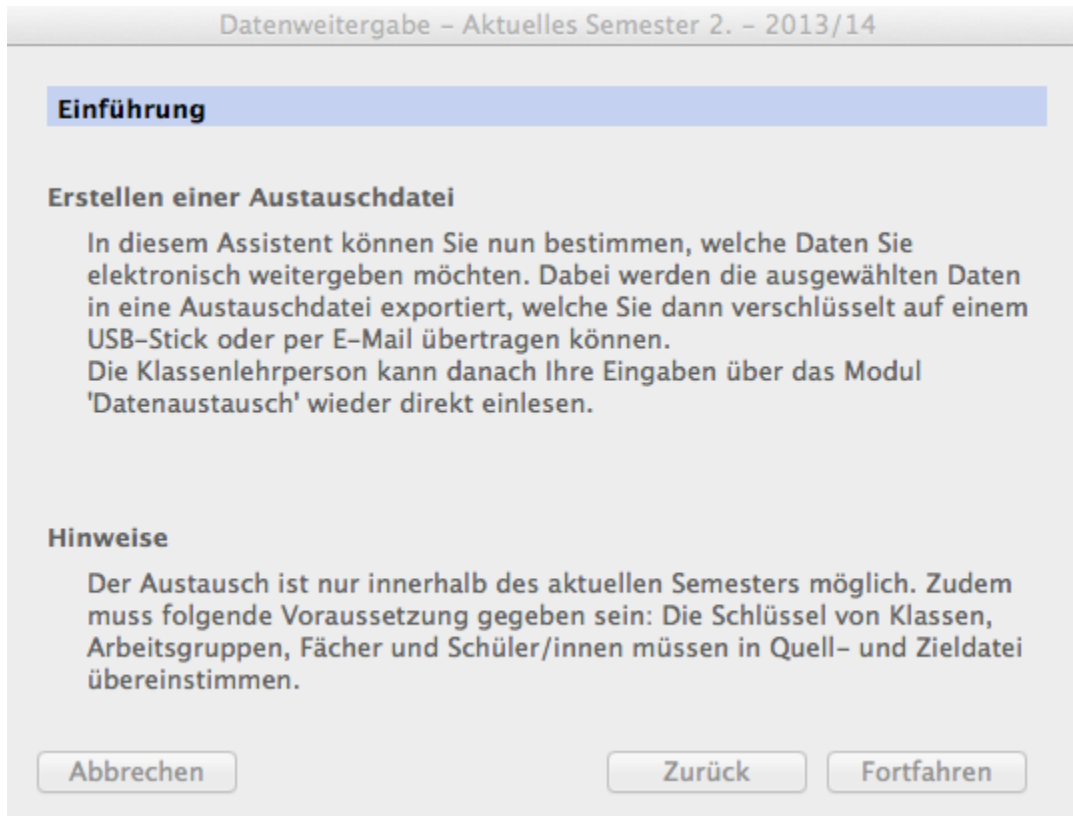 Datenweitergabe – Aktuelles Semester 2. – 2013/14
Einführung
Erstellen einer Austauschdatei
In diesem Assistent können Sie nun bestimmen, welche Daten Sie
elektronisch weitergeben möchten. Dabei werden die ausgewählten Daten
in eine Austauschdatei exportiert, welche Sie dann verschlüsselt auf einem
USB–Stick oder per E–Mail übertragen können.
Die Klassenlehrperson kann danach Ihre Eingaben über das Modul
'Datenaustausch' wieder direkt einlesen.
Hinweise
Der Austausch ist nur innerhalb des aktuellen Semesters möglich. Zudem
muss folgende Voraussetzung gegeben sein: Die Schlüssel von Klassen,
Arbeitsgruppen, Fächer und Schüler/innen müssen in Quell– und Zieldatei
übereinstimmen.
Abbrechen Zurück Fortfahren